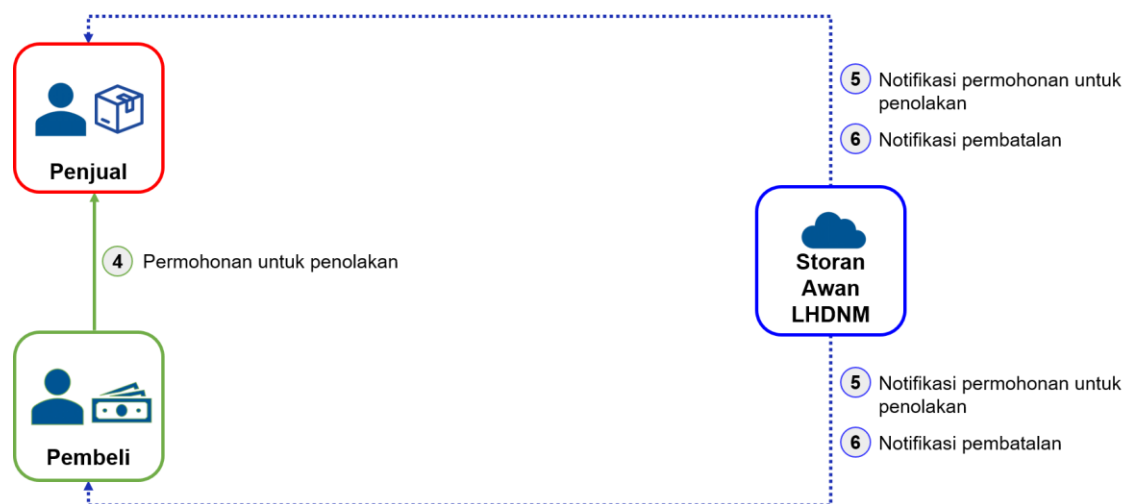 Penjual
5 Notifikasi permohonan untuk
penolakan
6 Notifikasi pembatalan
4 Permohonan untuk penolakan
Storan
Awan
LHDNM
Pembeli
5 Notifikasi permohonan untuk
penolakan
6 Notifikasi pembatalan